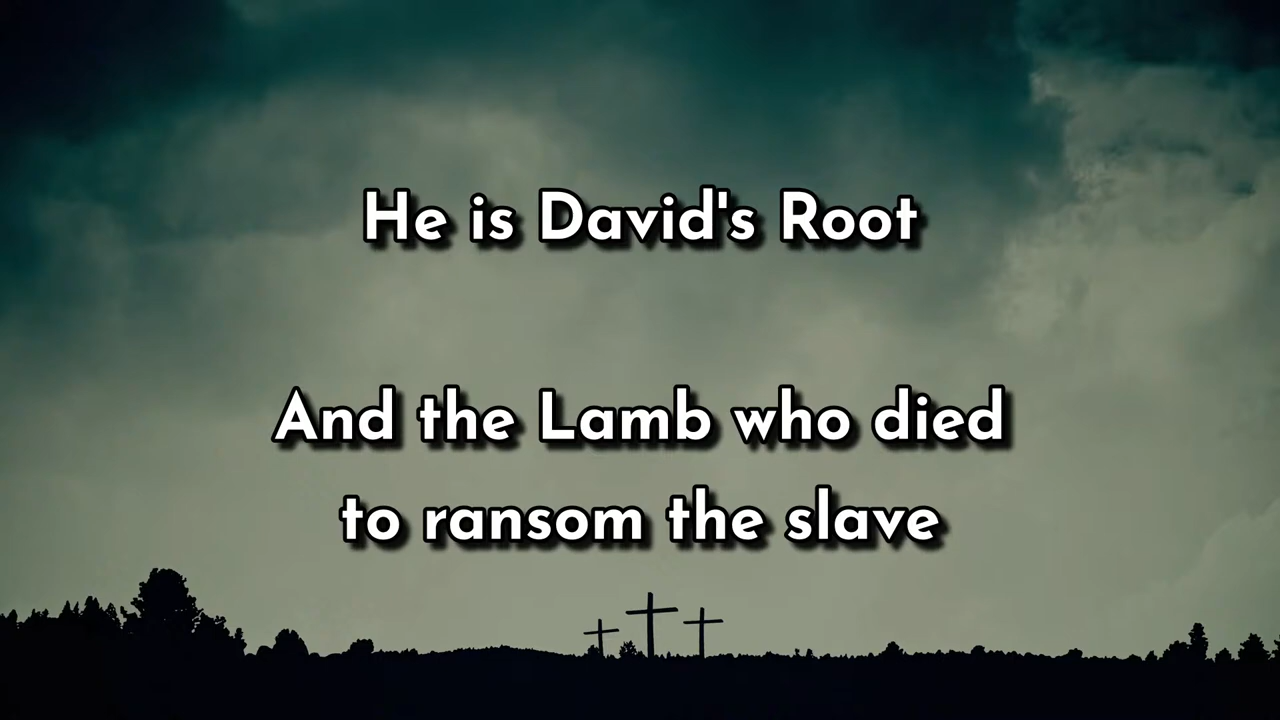 He is David's Root
And the Lamb who died
to ransom the slave